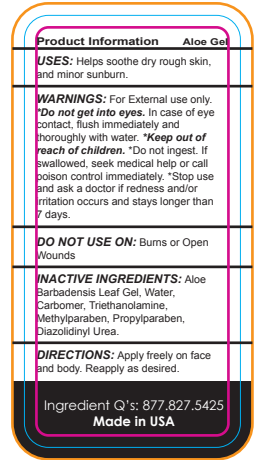 Product Information Aloe Gel
USES: Helps soothe dry rough skin,
and minor sunburn.
WARNINGS: For External use only.
*Do not get into eyes. In case of eye
contact, flush immediately and
thoroughly with water. *Keep out of
reach of children. *Do not ingest. If
swallowed, seek medical help or call
poison control immediately. *Stop use
and ask a doctor if redness and/or
irritation occurs and stays longer than
7 days.
DO NOT USE ON: Burns or Open
Wounds
INACTIVE INGREDIENTS: Aloe
Barbadensis Leaf Gel, Water,
Carbomer, Triethanolamine,
Methylparaben, Propylparaben,
Diazolidinyl Urea.
DIRECTIONS: Apply freely on face
and body. Reapply as desired.
Ingredient Q's: 877.827.5425
Made in USA